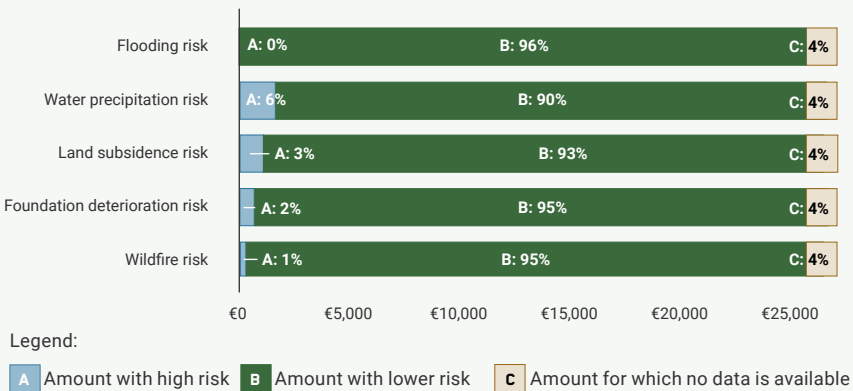 Flooding risk A: 0% B: 96% C: 4%
Water precipitation risk A: 6% B: 90% C: 4%
Land subsidence risk A: 3% B: 93% C: 4%
Foundation deterioration risk A: 2% B: 95% C: 4%
Wildfire risk A: 1% B: 95% C: 4%
€0 €5,000 €10,000 €15,000 €20,000 €25,000
Legend:
A Amount with high risk B Amount with lower risk C Amount for which no data is available